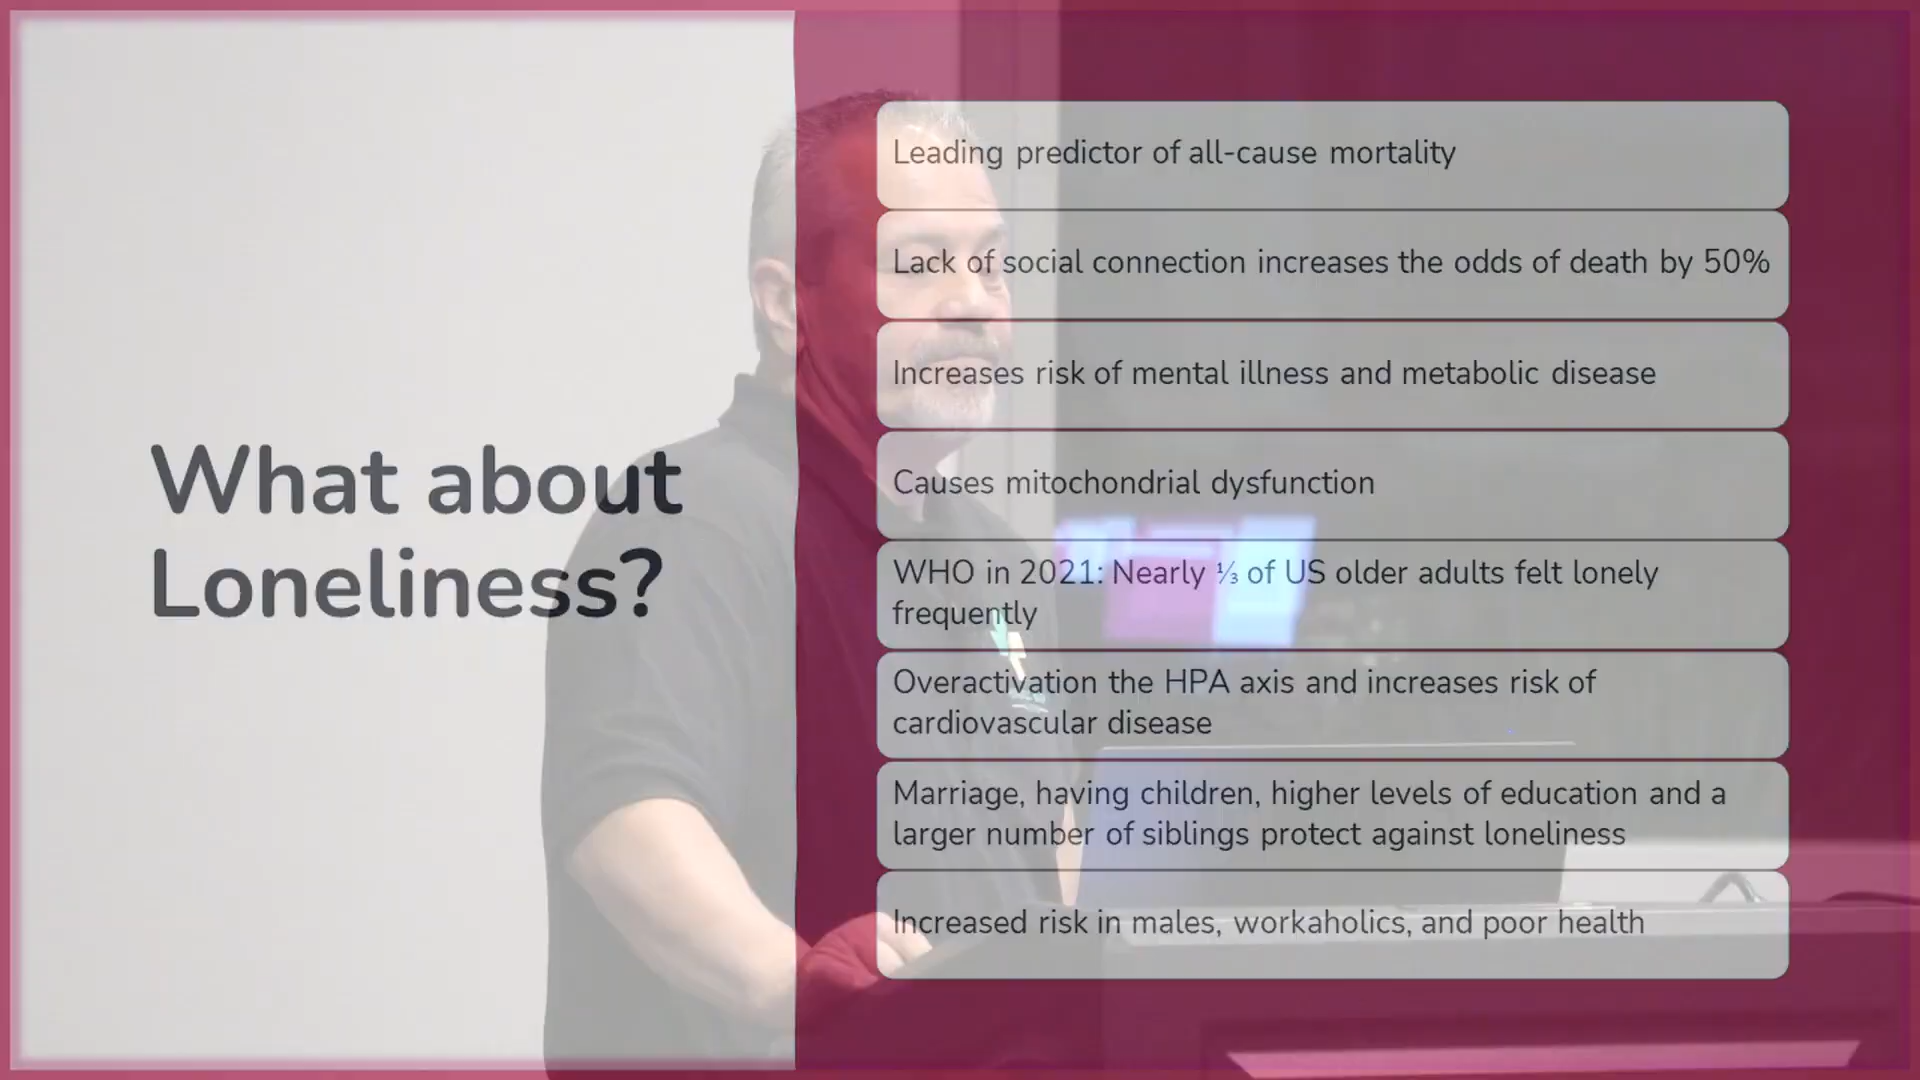 What about
Loneliness?
Leading predictor of all-cause mortality
Lack of social connection increases the odds of death by 50%
Increases risk of mental illness and metabolic disease
Causes mitochondrial dysfunction
WHO in 2021: Nearly ⅓ of US older adults felt lonely
frequently
Overactivation the HPA axis and increases risk of
cardiovascular disease
Marriage, having children, higher levels of education and a
larger number of siblings protect against loneliness
Increased risk in males, workaholics, and poor health